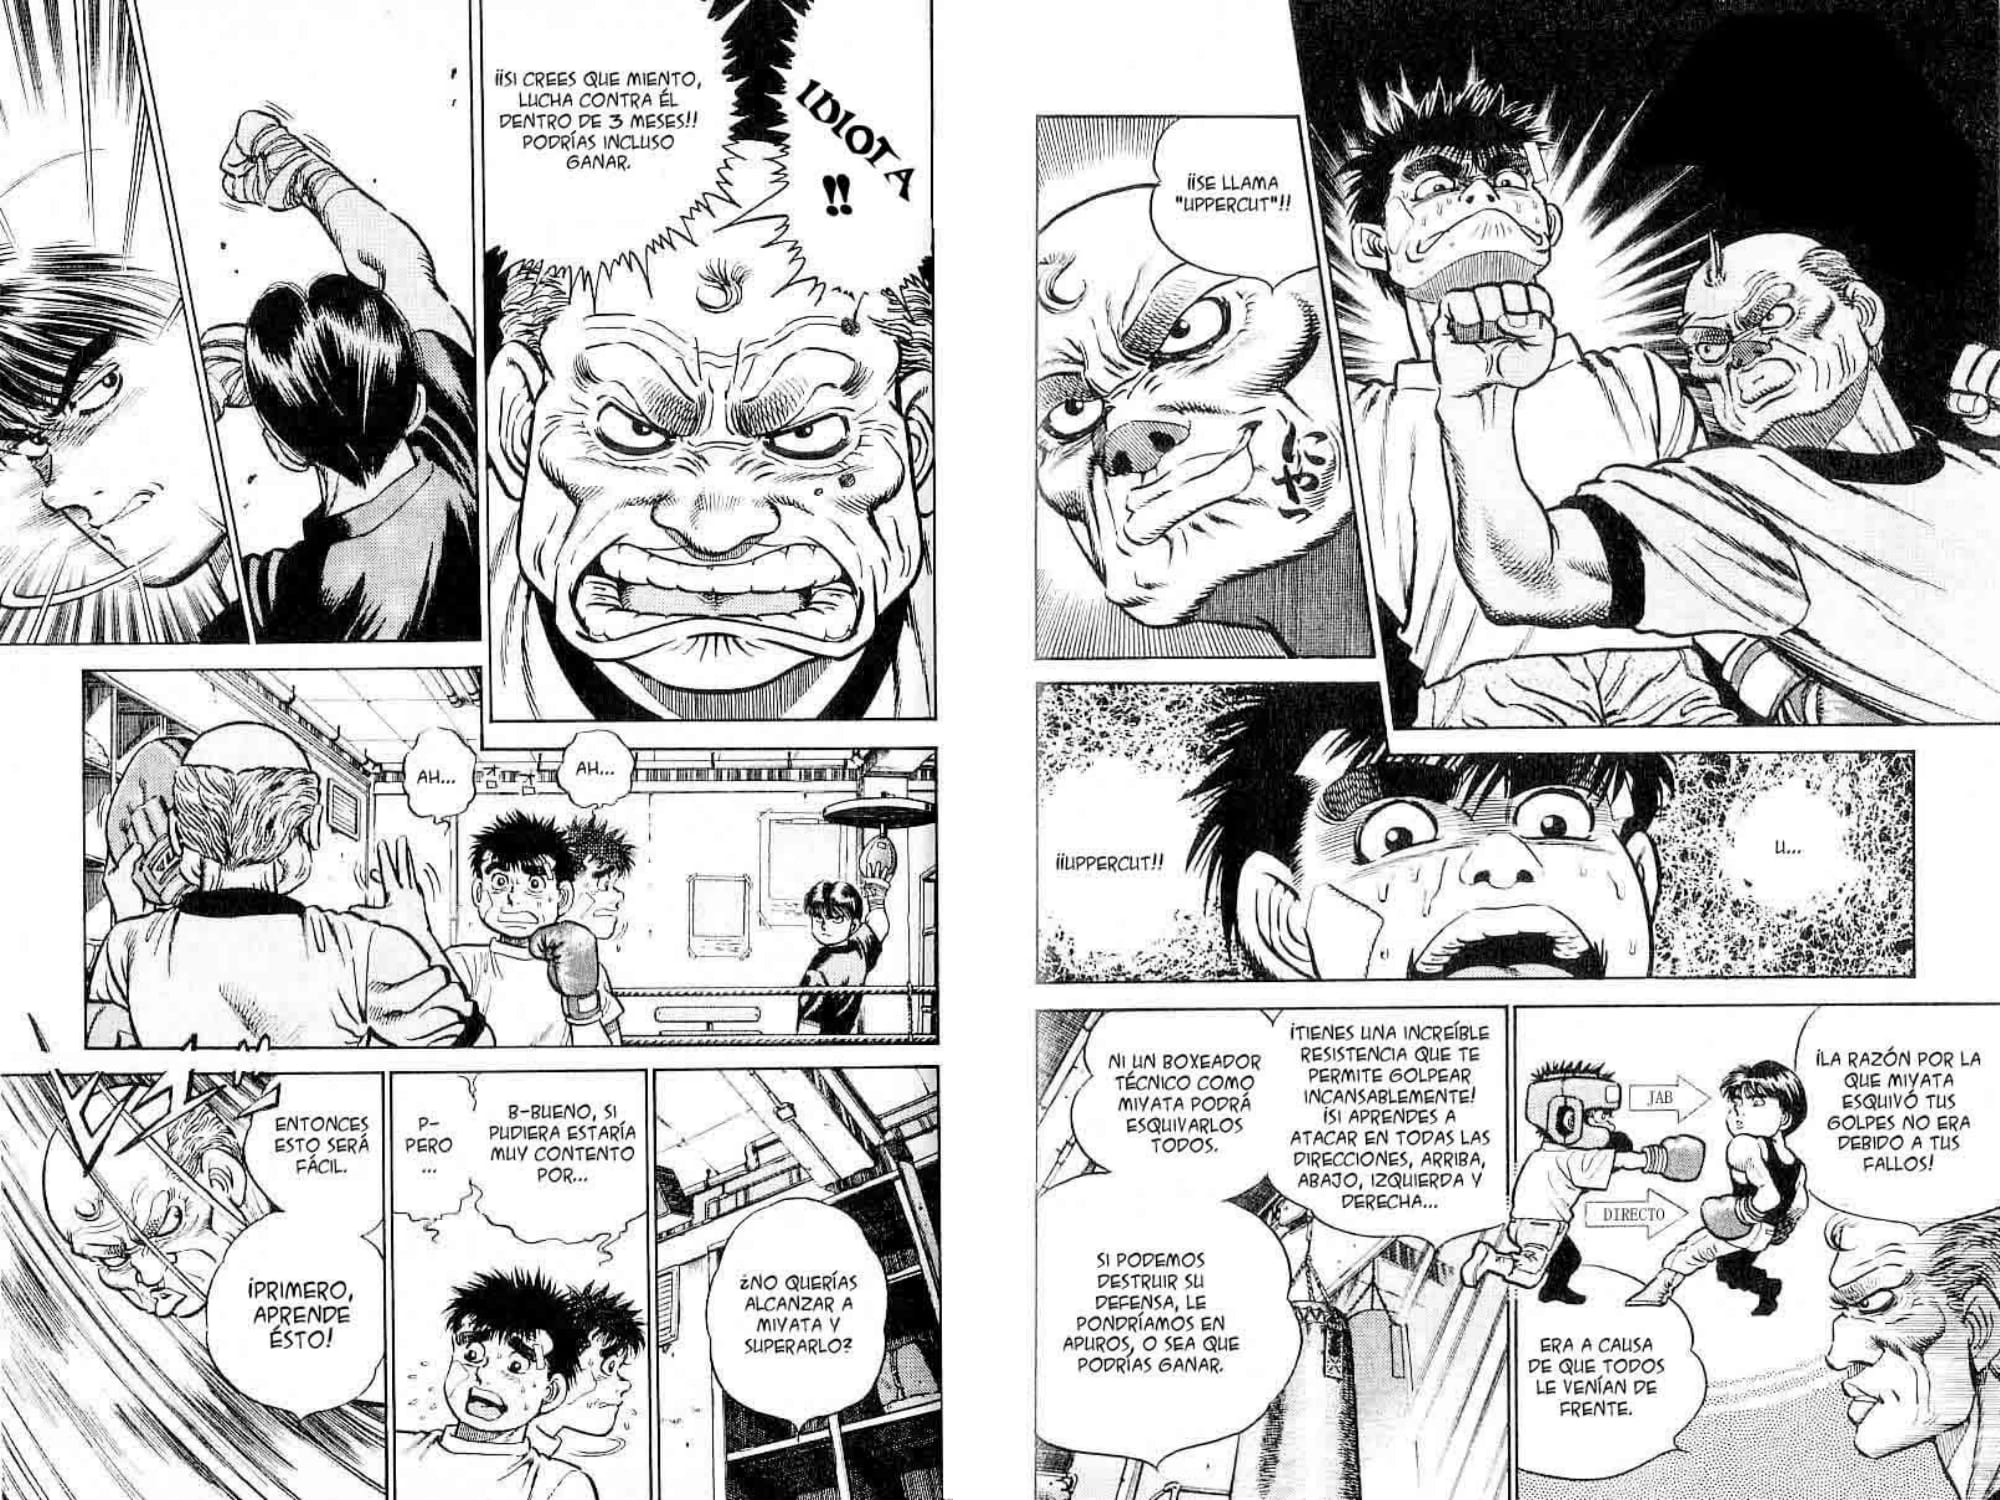 ¡¡SE LLAMA
"UPPERCUT"!!
にやっ
U...
¡¡UPPERCUT!!
¡LA RAZÓN POR LA
QUE MIYATA
ESQUIVÓ TUS
GOLPES NO ERA
DEBIDO A TUS
FALLOS!
JAB
DIRECTO
ERA A CAUSA
DE QUE TODOS
LE VENÍAN DE
FRENTE.
¡TIENES UNA INCREÍBLE
RESISTENCIA QUE TE
PERMITE GOLPEAR
INCANSABLEMENTE!
¡SI APRENDES A
ATACAR EN TODAS LAS
DIRECCIONES, ARRIBA,
ABAJO, IZQUIERDA Y
DERECHA...
NI UN BOXEADOR
TÉCNICO COMO
MIYATA PODRÁ
ESQUIVARLOS
TODOS.
SI PODEMOS
DESTRUIR SU
DEFENSA, LE
PONDRÍAMOS EN
APUROS, O SEA QUE
PODRÍAS GANAR.
IDIOTA
!!
¡¡SI CREES QUE MIENTO,
LUCHA CONTRA ÉL
DENTRO DE 3 MESES!!
PODRÍAS INCLUSO
GANAR.
AH...
AH...
¿NO QUERÍAS
ALCANZAR A
MIYATA Y
SUPERARLO?
B-BUENO, SI
PUDIERA ESTARÍA
MUY CONTENTO
POR...
P-
PERO
...
ENTONCES
ESTO SERÁ
FÁCIL.
¡PRIMERO,
APRENDE
ÉSTO!